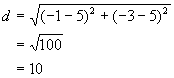 d = √((−1−5)² + (−3−5)²)
= √100
= 10